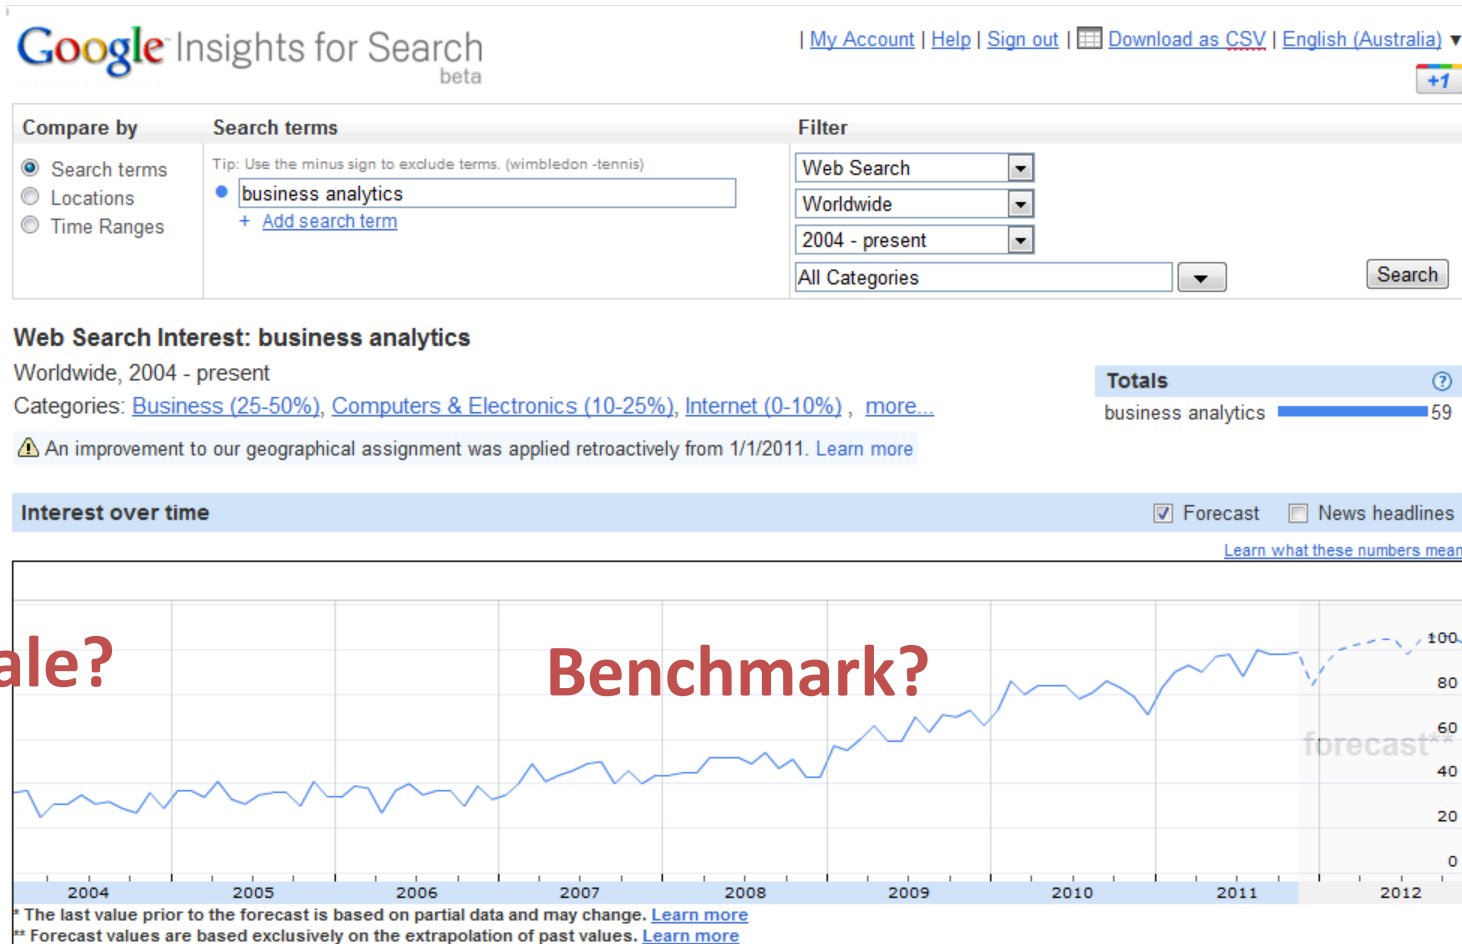 Google Insights for Search
beta
| My Account | Help | Sign out | Download as CSV | English (Australia) ▼
+1
Compare by
Search terms
Filter
Search terms
Locations
Time Ranges
Tip: Use the minus sign to exclude terms. (wimbledon -tennis)
business analytics
+ Add search term
Web Search
Worldwide
2004 - present
All Categories
Search
Web Search Interest: business analytics
Worldwide, 2004 - present
Categories: Business (25-50%), Computers & Electronics (10-25%), Internet (0-10%) , more...
An improvement to our geographical assignment was applied retroactively from 1/1/2011. Learn more
Totals
?
business analytics 59
Interest over time
Forecast
News headlines
Learn what these numbers mean
ale?
Benchmark?
100
80
60
forecast**
40
20
0
2004 2005 2006 2007 2008 2009 2010 2011 2012
* The last value prior to the forecast is based on partial data and may change. Learn more
** Forecast values are based exclusively on the extrapolation of past values. Learn more